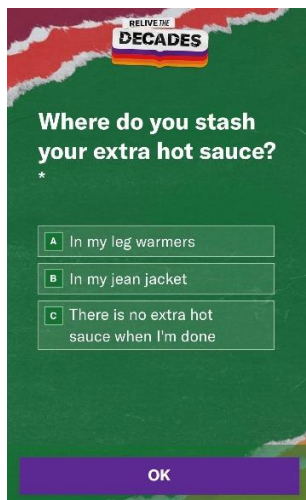 RELIVE THE
DECADES
Where do you stash
your extra hot sauce?
*
A In my leg warmers
B In my jean jacket
C There is no extra hot
sauce when I'm done
OK